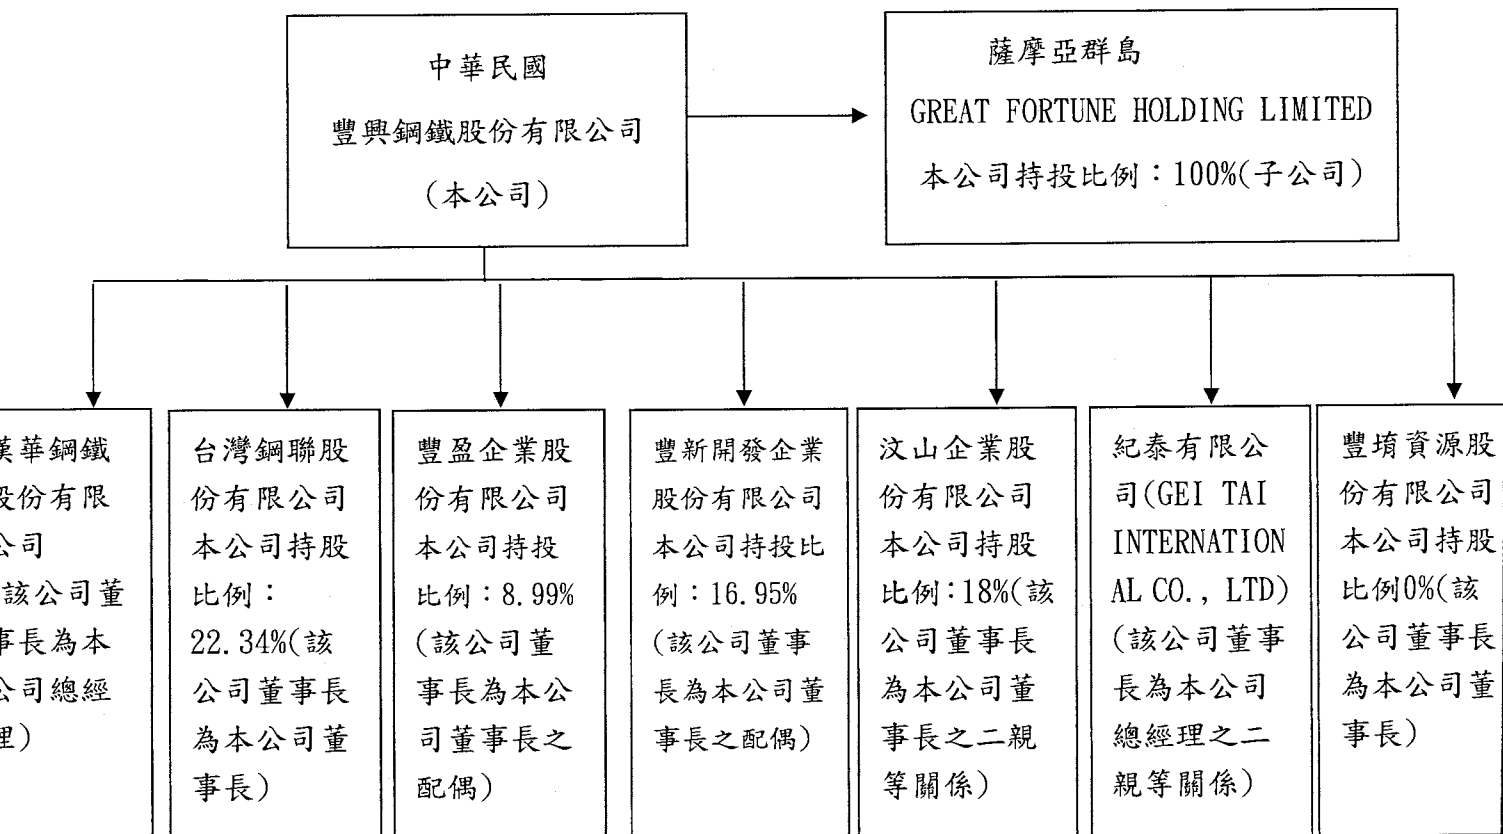 中華民國
豐興鋼鐵股份有限公司
(本公司)
薩摩亞群島
GREAT FORTUNE HOLDING LIMITED
本公司持投比例：100%(子公司)
漢華鋼鐵
股份有限
公司
(該公司董
事長為本
公司總經
理)
台灣鋼聯股
份有限公司
本公司持股
比例：
22.34%(該
公司董事長
為本公司董
事長)
豐盈企業股
份有限公司
本公司持投
比例：8.99%
(該公司董
事長為本公
司董事長之
配偶)
豐新開發企業
股份有限公司
本公司持投比
例：16.95%
(該公司董事
長為本公司董
事長之配偶)
汶山企業股
份有限公司
本公司持股
比例:18%(該
公司董事長
為本公司董
事長之二親
等關係)
紀泰有限公
司(GEI TAI
INTERNATION
AL CO., LTD)
(該公司董事
長為本公司
總經理之二
親等關係)
豐堉資源股
份有限公司
本公司持股
比例0%(該
公司董事長
為本公司董
事長)